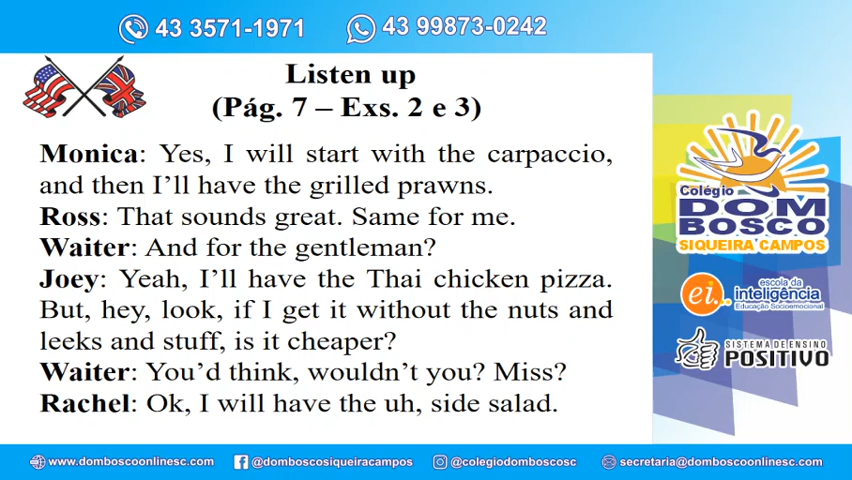 43 3571-1971
43 99873-0242
Listen up
(Pág. 7 – Exs. 2 e 3)
Monica: Yes, I will start with the carpaccio,
and then I'll have the grilled prawns.
Ross: That sounds great. Same for me.
Waiter: And for the gentleman?
Joey: Yeah, I'll have the Thai chicken pizza.
But, hey, look, if I get it without the nuts and
leeks and stuff, is it cheaper?
Waiter: You'd think, wouldn't you? Miss?
Rachel: Ok, I will have the uh, side salad.
Colégio
DOM
BOSCO
SIQUEIRA CAMPOS
ei...
escola da
inteligência
Educação Socioemocional
SISTEMA DE ENSINO
POSITIVO
www.domboscoonlinesc.com
@domboscosiqueiracampos
@colegiodomboscosc
secretaria@domboscoonlinesc.com